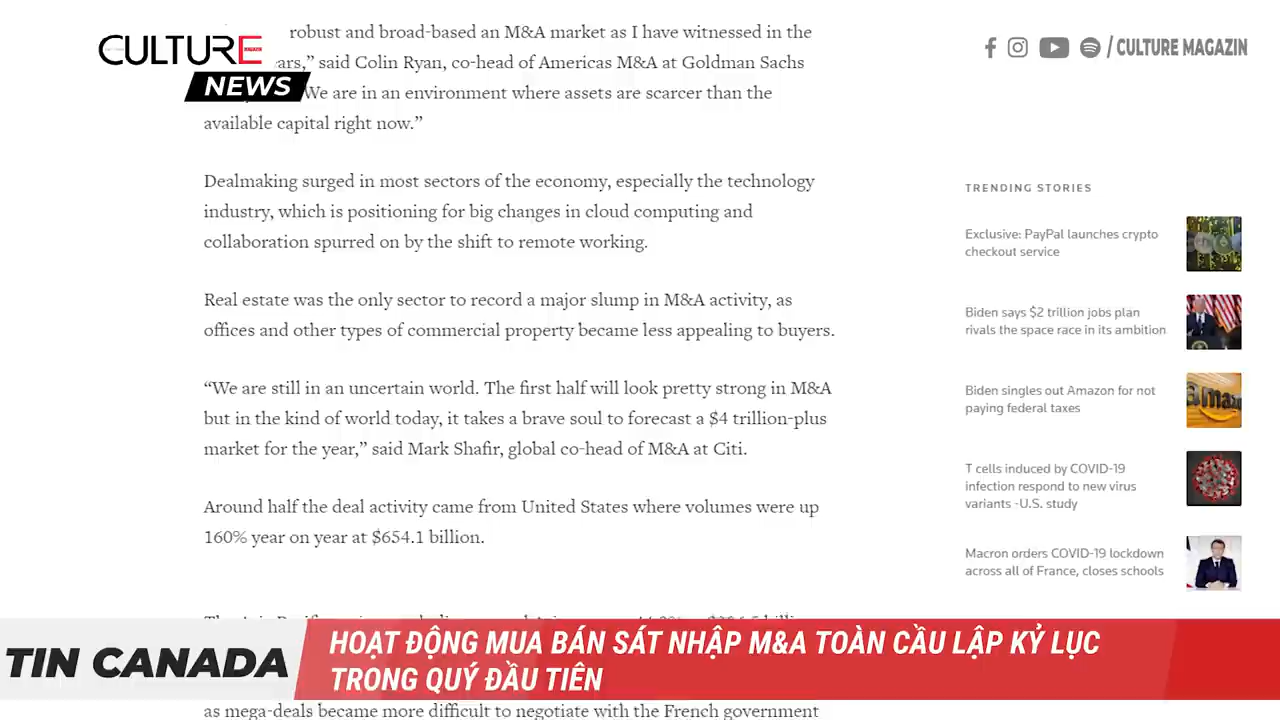 CULTURE
NEWS
/ CULTURE MAGAZIN
robust and broad-based an M&A market as I have witnessed in the
ars,” said Colin Ryan, co-head of Americas M&A at Goldman Sachs
We are in an environment where assets are scarcer than the
available capital right now.”
Dealmaking surged in most sectors of the economy, especially the technology
industry, which is positioning for big changes in cloud computing and
collaboration spurred on by the shift to remote working.
Real estate was the only sector to record a major slump in M&A activity, as
offices and other types of commercial property became less appealing to buyers.
“We are still in an uncertain world. The first half will look pretty strong in M&A
but in the kind of world today, it takes a brave soul to forecast a $4 trillion-plus
market for the year,” said Mark Shafir, global co-head of M&A at Citi.
Around half the deal activity came from United States where volumes were up
160% year on year at $654.1 billion.
as mega-deals became more difficult to negotiate with the French government
TRENDING STORIES
Exclusive: PayPal launches crypto
checkout service
Biden says $2 trillion jobs plan
rivals the space race in its ambition
Biden singles out Amazon for not
paying federal taxes
T cells induced by COVID-19
infection respond to new virus
variants -U.S. study
Macron orders COVID-19 lockdown
across all of France, closes schools
TIN CANADA
HOẠT ĐỘNG MUA BÁN SÁT NHẬP M&A TOÀN CẦU LẬP KỶ LỤC
TRONG QUÝ ĐẦU TIÊN